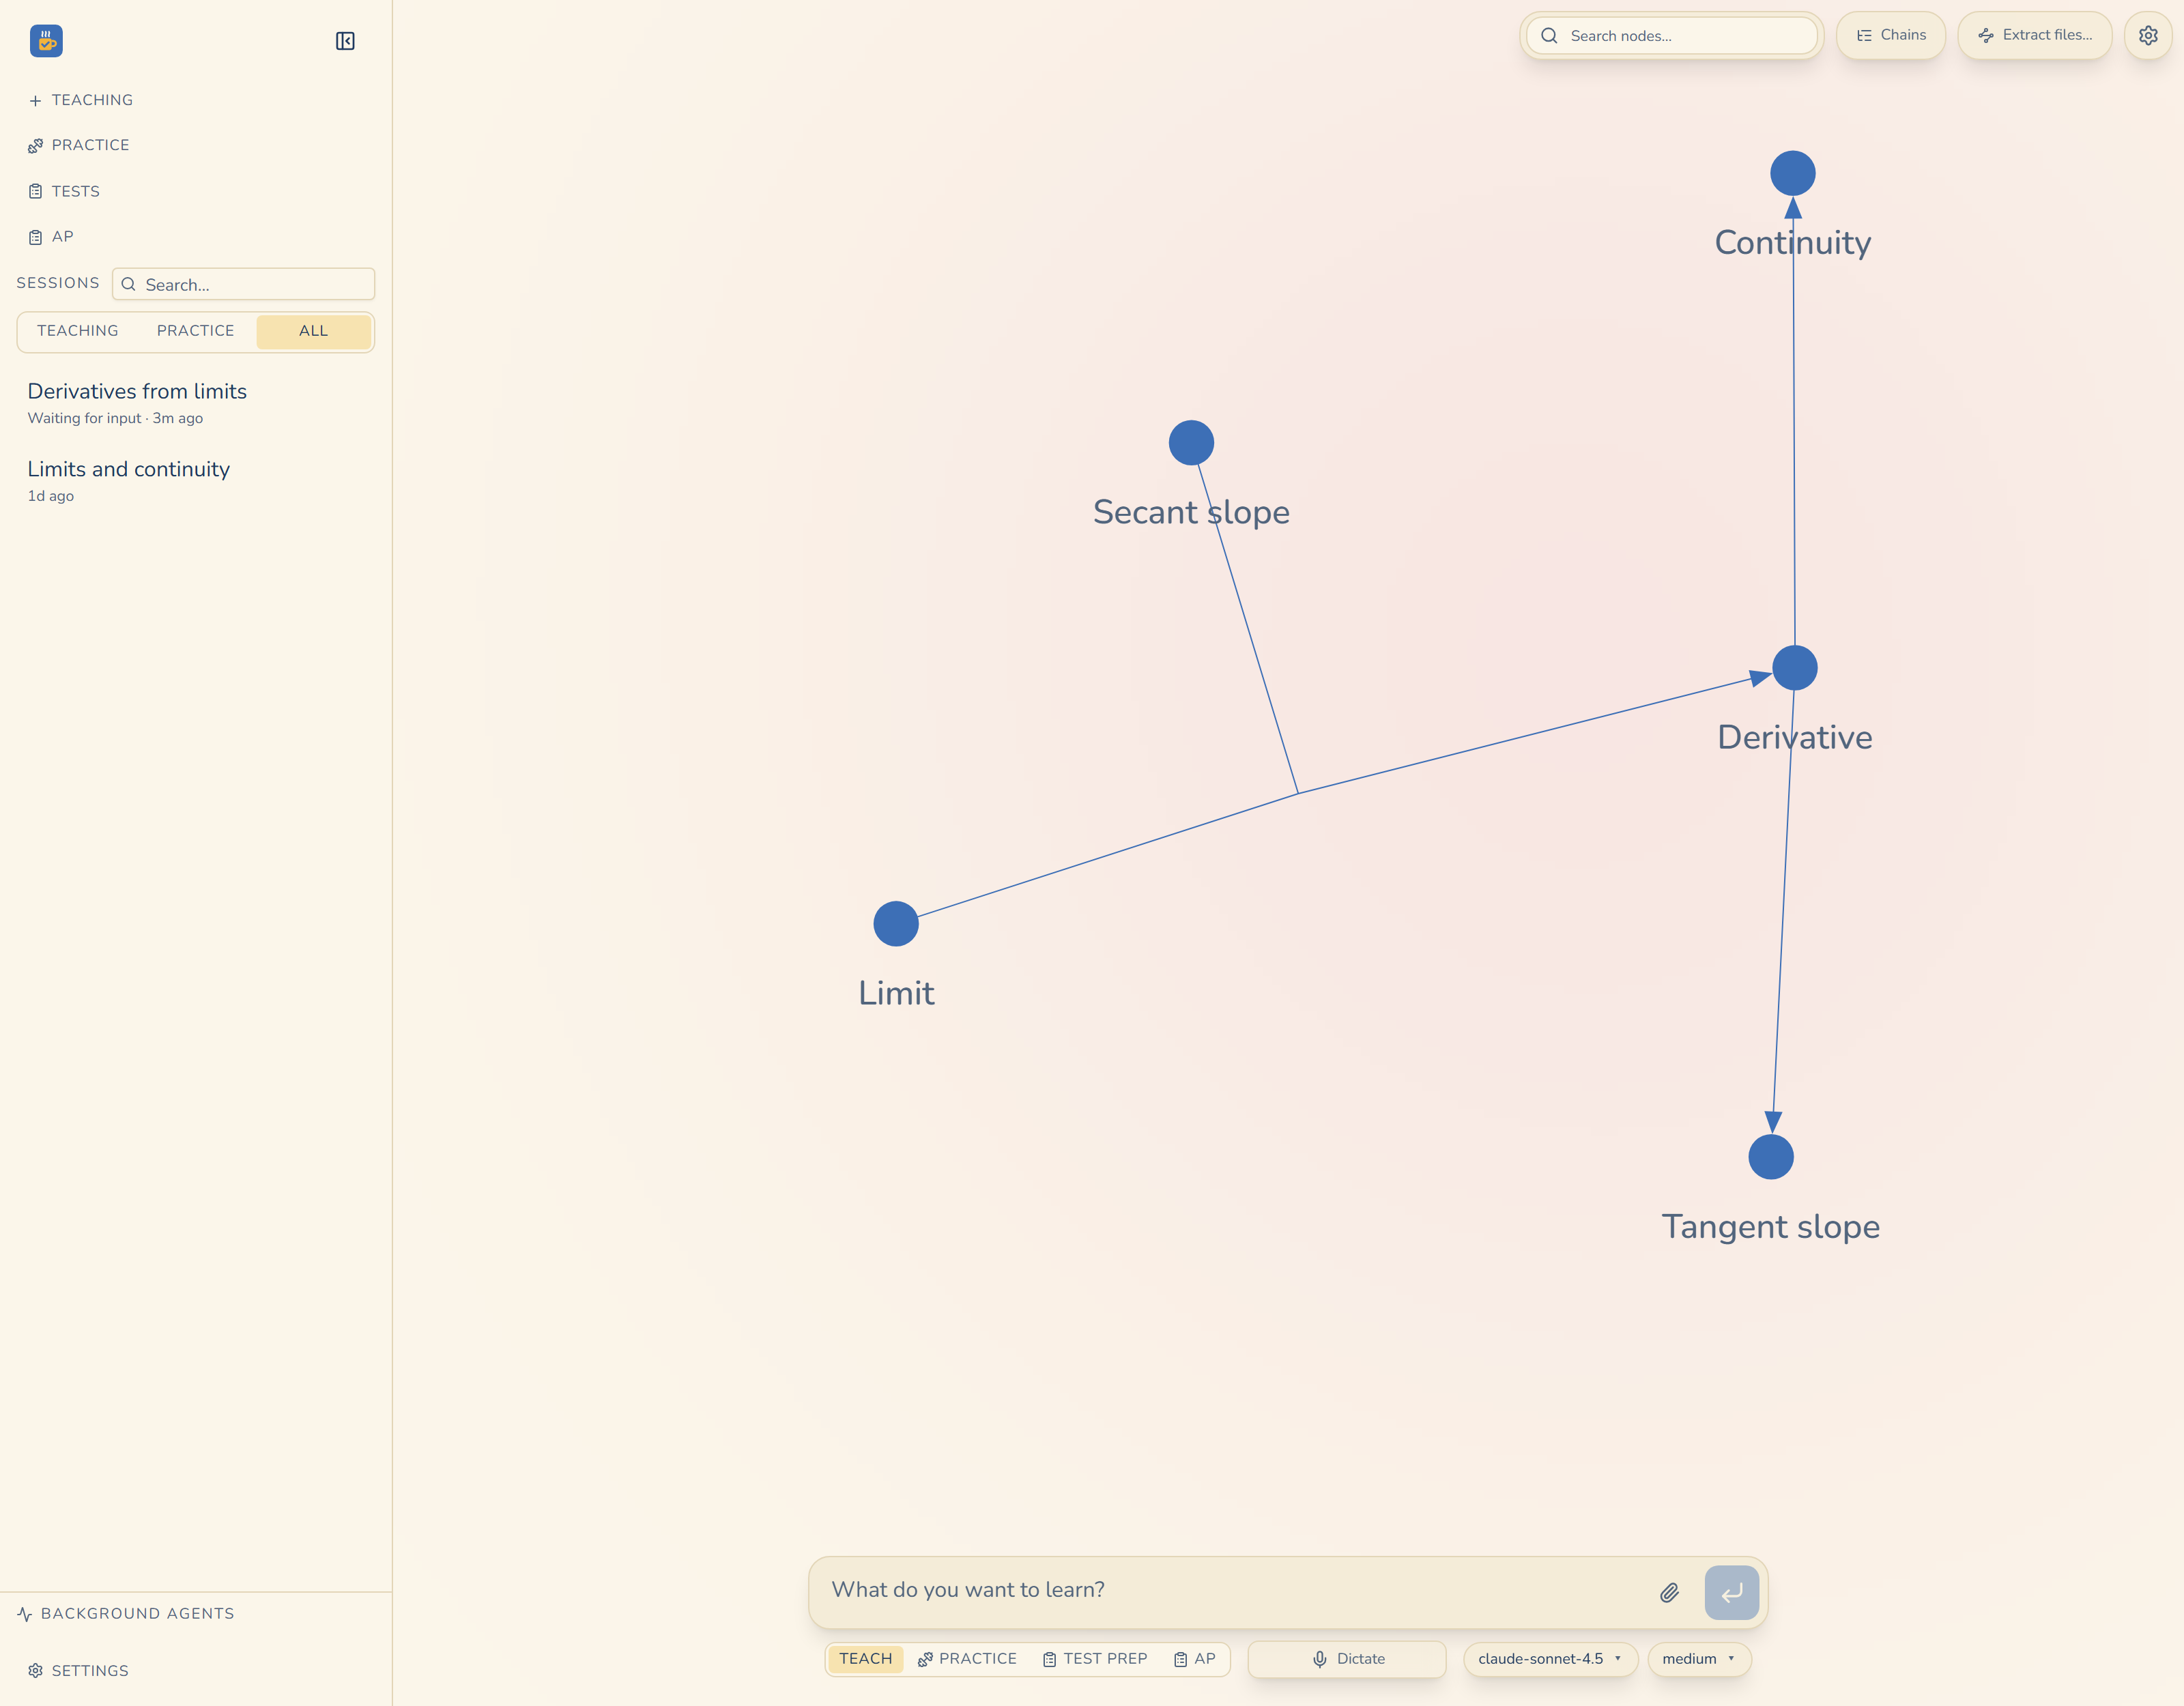 TEACHING
PRACTICE
TESTS
AP
SESSIONS
Search...
TEACHING
PRACTICE
ALL
Derivatives from limits
Waiting for input · 3m ago
Limits and continuity
1d ago
BACKGROUND AGENTS
SETTINGS
Search nodes...
Chains
Extract files...
Continuity
Secant slope
Derivative
Limit
Tangent slope
What do you want to learn?
TEACH
PRACTICE
TEST PREP
AP
Dictate
claude-sonnet-4.5
medium